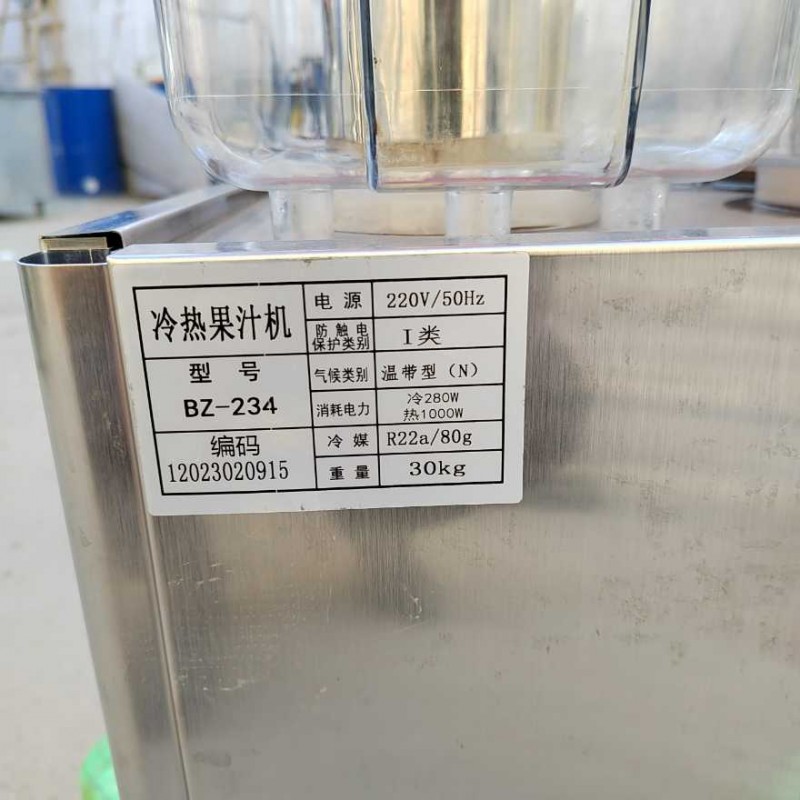 冷热果汁机
型 号
BZ-234
编码
12023020915
电 源 220V/50Hz
防 触 电
保护类别 I 类
气候类别 温带型（N）
消耗电力 冷280W
热1000W
冷 媒 R22a/80g
重 量 30kg